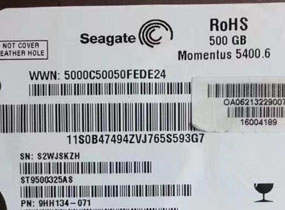 NOT COVER
EATHER HOLE
Seagate
RoHS
500 GB
Momentus 5400.6
WWN: 5000C50050FEDE24
OA06213229007
16004189
11S0B47494ZVJ765S593G7
SN: S2WJSKZH
ST9500325AS
PN: 9HH134-071